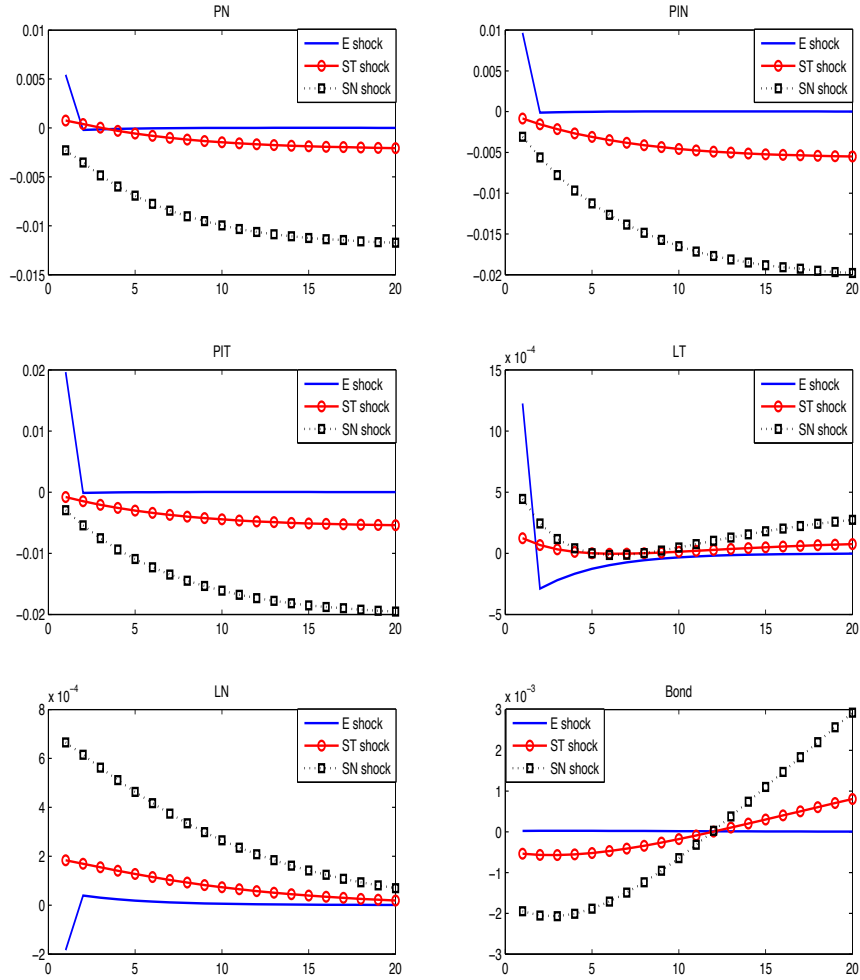 PN
0.01
0.005
0
−0.005
−0.01
−0.015
0 5 10 15 20
E shock
ST shock
SN shock
PIN
0.01
0.005
0
−0.005
−0.01
−0.015
−0.02
0 5 10 15 20
E shock
ST shock
SN shock
PIT
0.02
0.01
0
−0.01
−0.02
0 5 10 15 20
E shock
ST shock
SN shock
LT
x 10−4
15
10
5
0
−5
0 5 10 15 20
E shock
ST shock
SN shock
LN
x 10−4
8
6
4
2
0
−2
0 5 10 15 20
E shock
ST shock
SN shock
Bond
x 10−3
3
2
1
0
−1
−2
−3
0 5 10 15 20
E shock
ST shock
SN shock